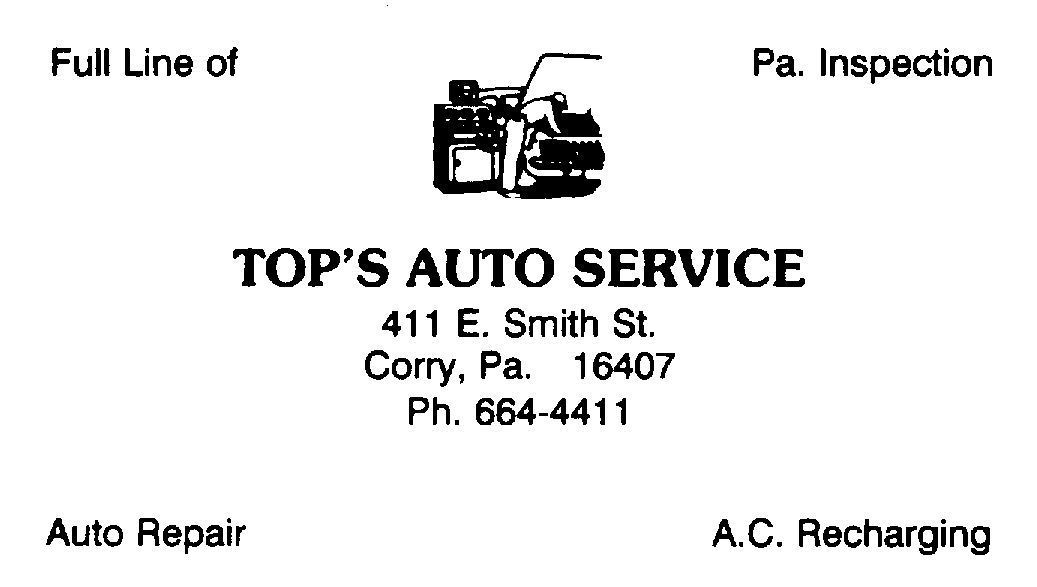 Full Line of
Pa. Inspection
TOP'S AUTO SERVICE
411 E. Smith St.
Corry, Pa. 16407
Ph. 664-4411
Auto Repair
A.C. Recharging